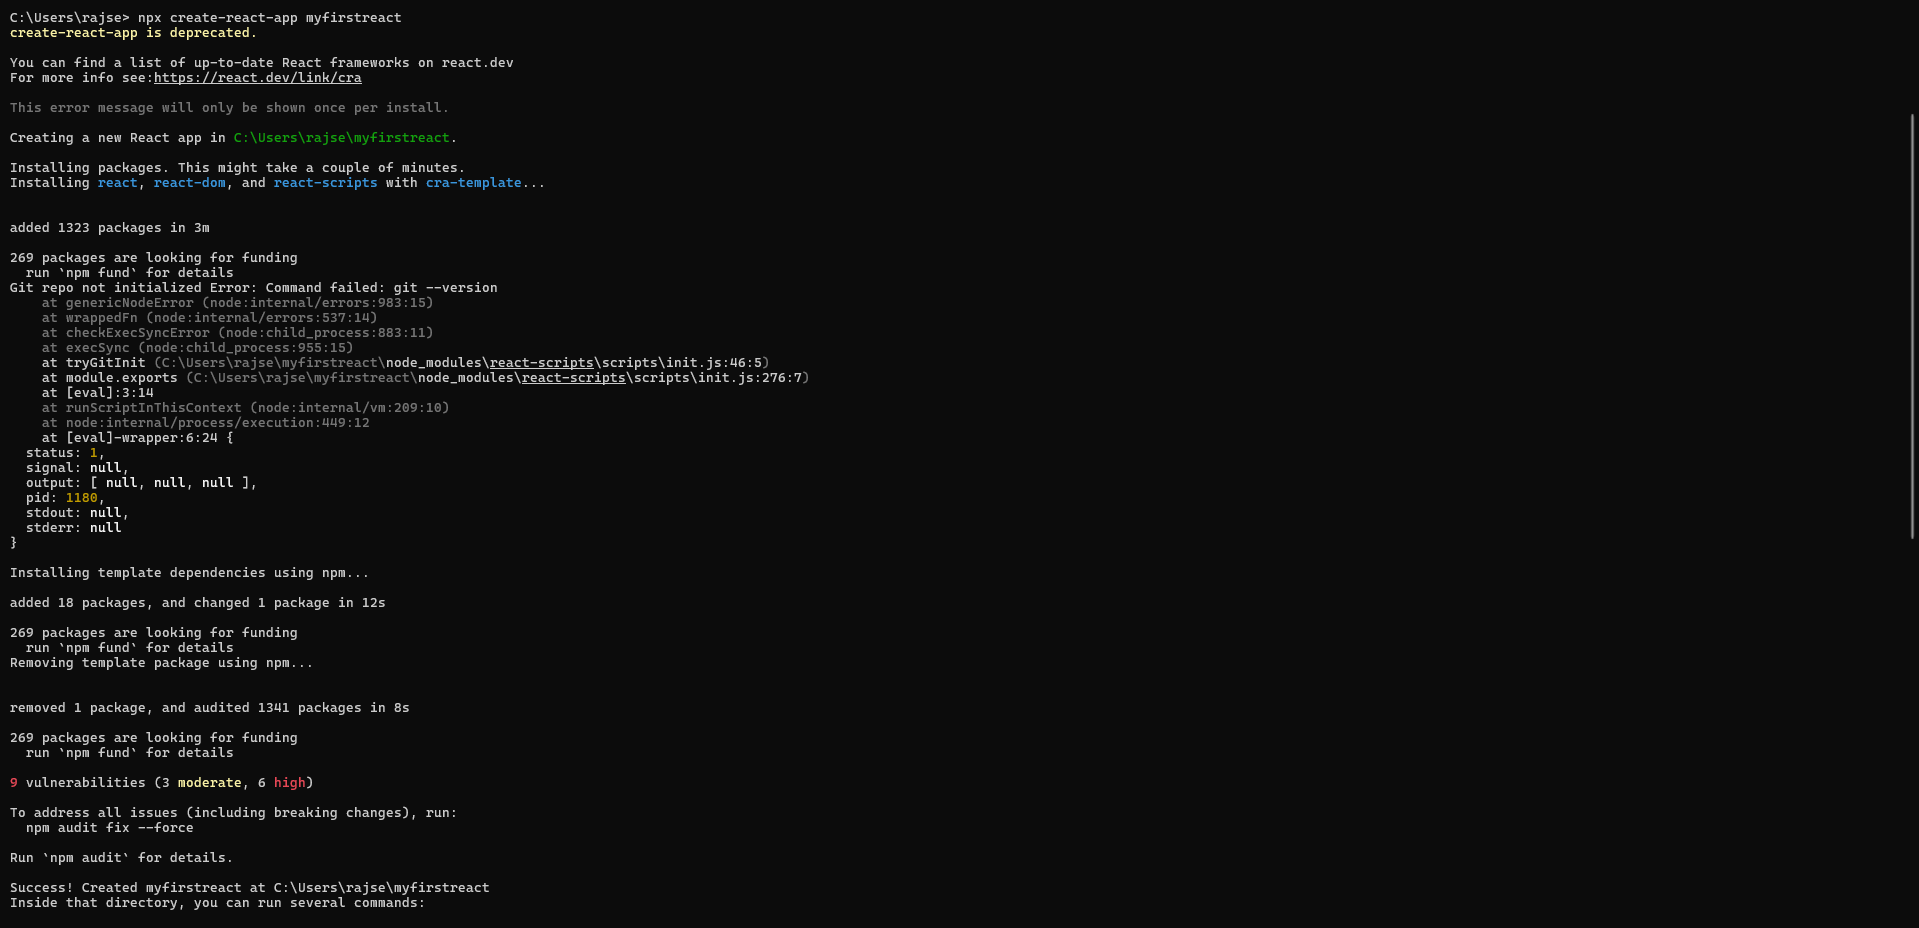 C:\Users\rajse> npx create-react-app myfirstreact
create-react-app is deprecated.
You can find a list of up-to-date React frameworks on react.dev
For more info see:https://react.dev/link/cra
This error message will only be shown once per install.
Creating a new React app in C:\Users\rajse\myfirstreact.
Installing packages. This might take a couple of minutes.
Installing react, react-dom, and react-scripts with cra-template...
added 1323 packages in 3m
269 packages are looking for funding
  run `npm fund` for details
Git repo not initialized Error: Command failed: git --version
    at genericNodeError (node:internal/errors:983:15)
    at wrappedFn (node:internal/errors:537:14)
    at checkExecSyncError (node:child_process:883:11)
    at execSync (node:child_process:955:15)
    at tryGitInit (C:\Users\rajse\myfirstreact\node_modules\react-scripts\scripts\init.js:46:5)
    at module.exports (C:\Users\rajse\myfirstreact\node_modules\react-scripts\scripts\init.js:276:7)
    at [eval]:3:14
    at runScriptInThisContext (node:internal/vm:209:10)
    at node:internal/process/execution:449:12
    at [eval]-wrapper:6:24 {
  status: 1,
  signal: null,
  output: [ null, null, null ],
  pid: 1180,
  stdout: null,
  stderr: null
}
Installing template dependencies using npm...
added 18 packages, and changed 1 package in 12s
269 packages are looking for funding
  run `npm fund` for details
Removing template package using npm...
removed 1 package, and audited 1341 packages in 8s
269 packages are looking for funding
  run `npm fund` for details
9 vulnerabilities (3 moderate, 6 high)
To address all issues (including breaking changes), run:
  npm audit fix --force
Run `npm audit` for details.
Success! Created myfirstreact at C:\Users\rajse\myfirstreact
Inside that directory, you can run several commands: